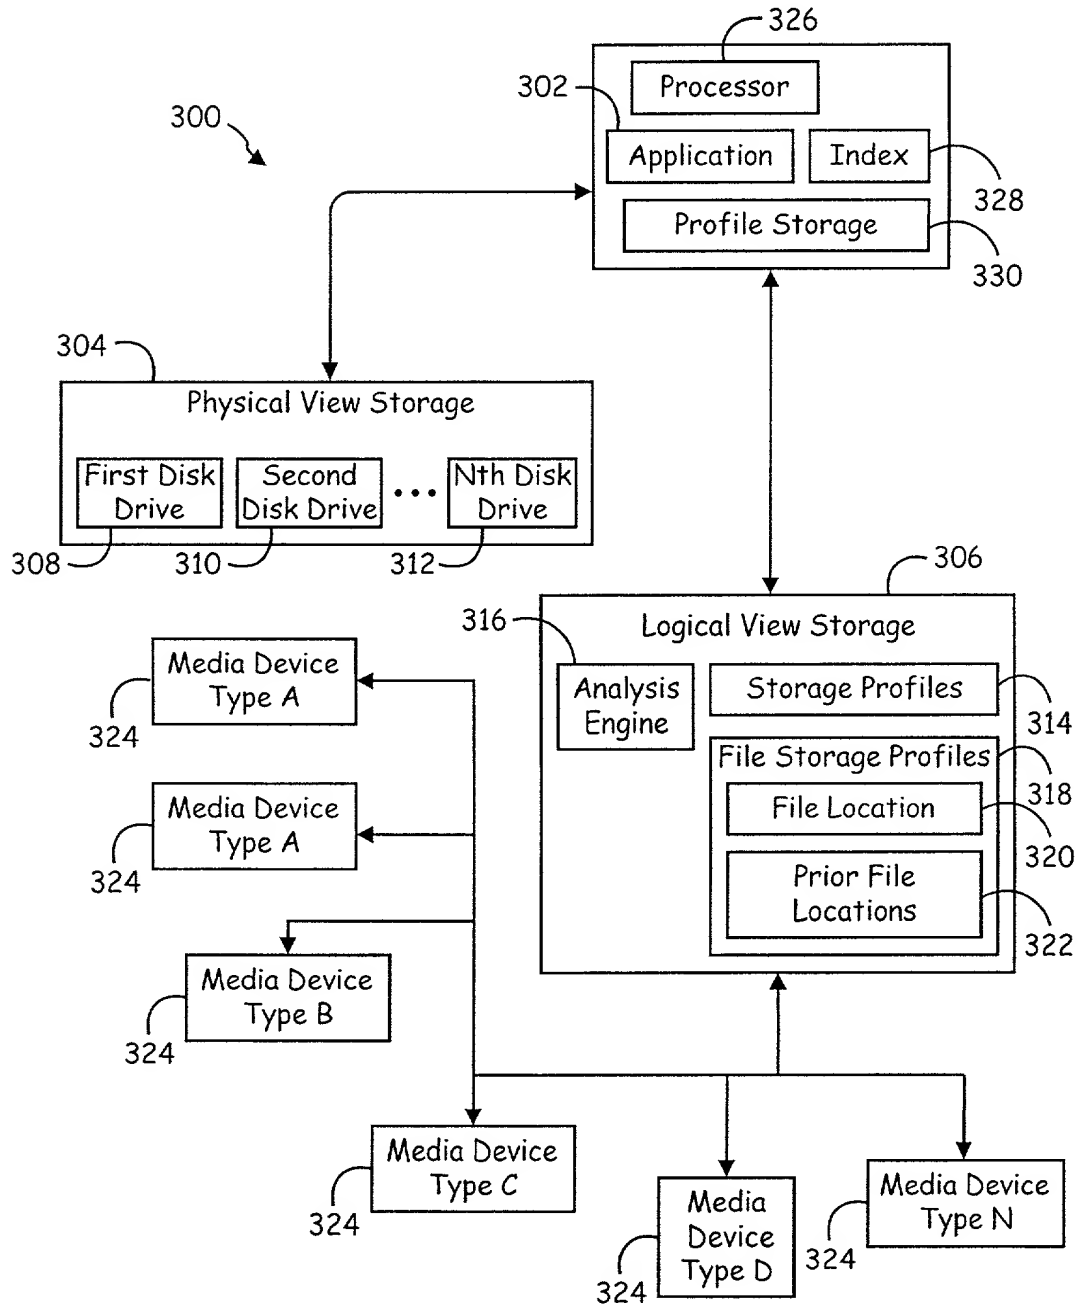 326
Processor
302
300
Application
Index
328
Profile Storage
330
304
Physical View Storage
First Disk
Drive
Second
Disk Drive
Nth Disk
Drive
308
310
312
306
316
Logical View Storage
Analysis
Engine
Storage Profiles
314
File Storage Profiles
318
File Location
320
Prior File
Locations
322
Media Device
Type A
324
Media Device
Type A
324
Media Device
Type B
324
Media Device
Type C
324
Media
Device
Type D
324
Media Device
Type N
324